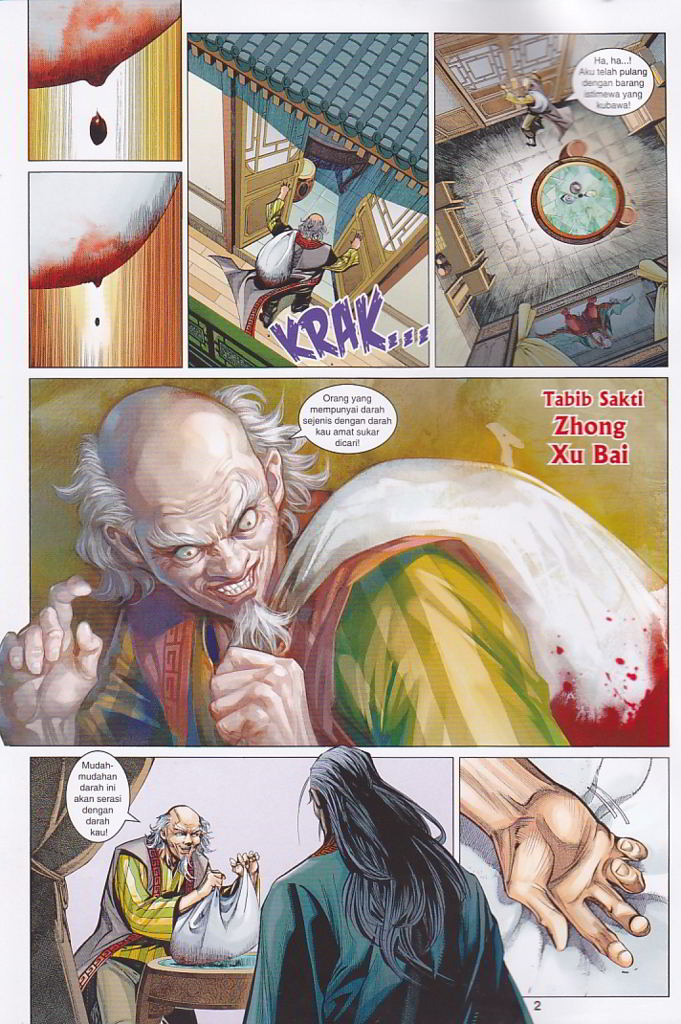 KRAK...
Ha, ha...!
Aku telah pulang
dengan barang
istimewa yang
kubawa!
Orang yang
mempunyai darah
sejenis dengan darah
kau amat sukar
dicari!
Tabib Sakti
Zhong
Xu Bai
Mudah-
mudahan
darah ini
akan serasi
dengan
darah
kau!
2